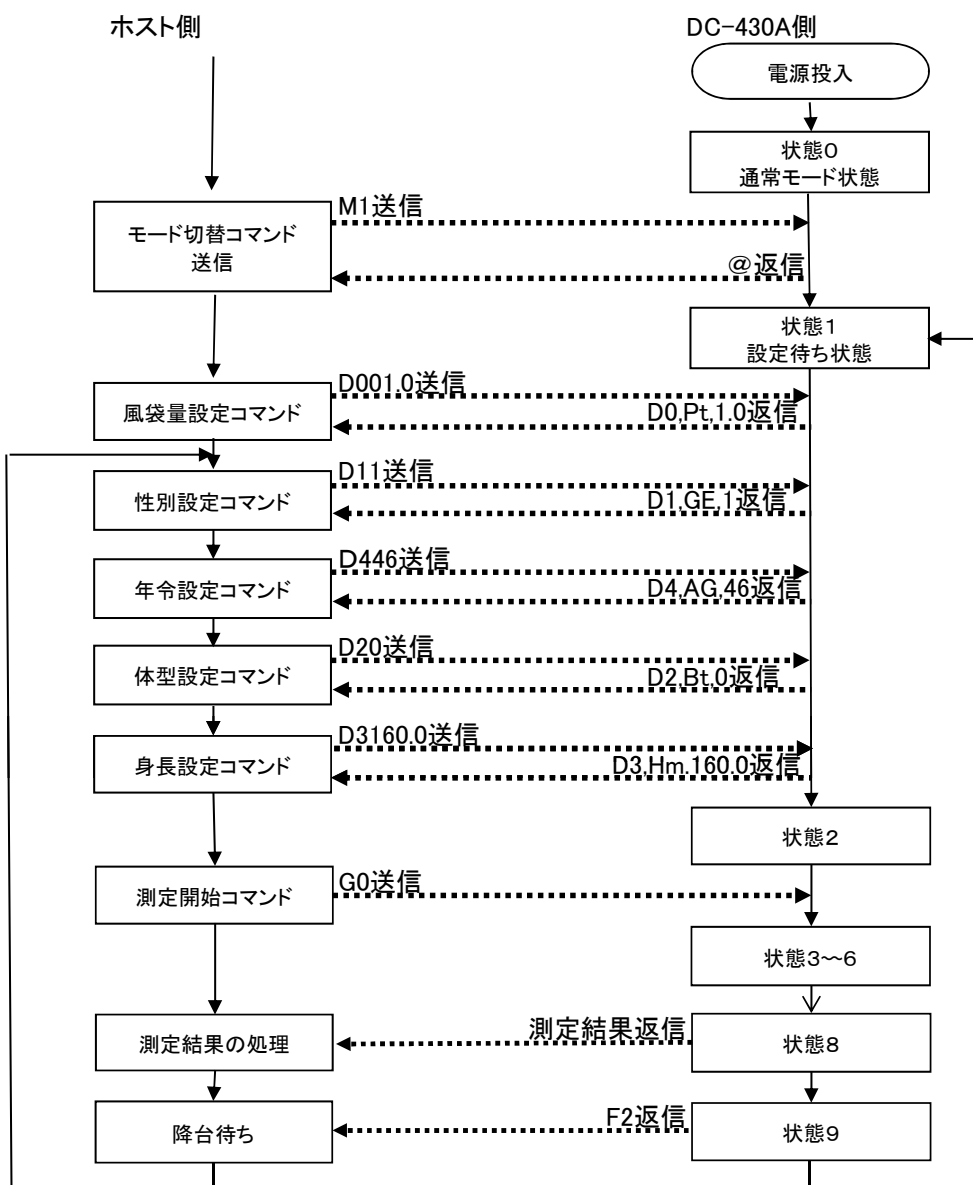 ホスト側
DC-430A側
電源投入
状態0
通常モード状態
M1送信
モード切替コマンド
送信
@返信
状態1
設定待ち状態
D001.0送信
風袋量設定コマンド
D0,Pt,1.0返信
D11送信
性別設定コマンド
D1,GE,1返信
D446送信
年令設定コマンド
D4,AG,46返信
D20送信
体型設定コマンド
D2,Bt,0返信
D3160.0送信
身長設定コマンド
D3,Hm.160.0返信
状態2
G0送信
測定開始コマンド
状態3~6
測定結果返信
測定結果の処理
状態8
F2返信
降台待ち
状態9